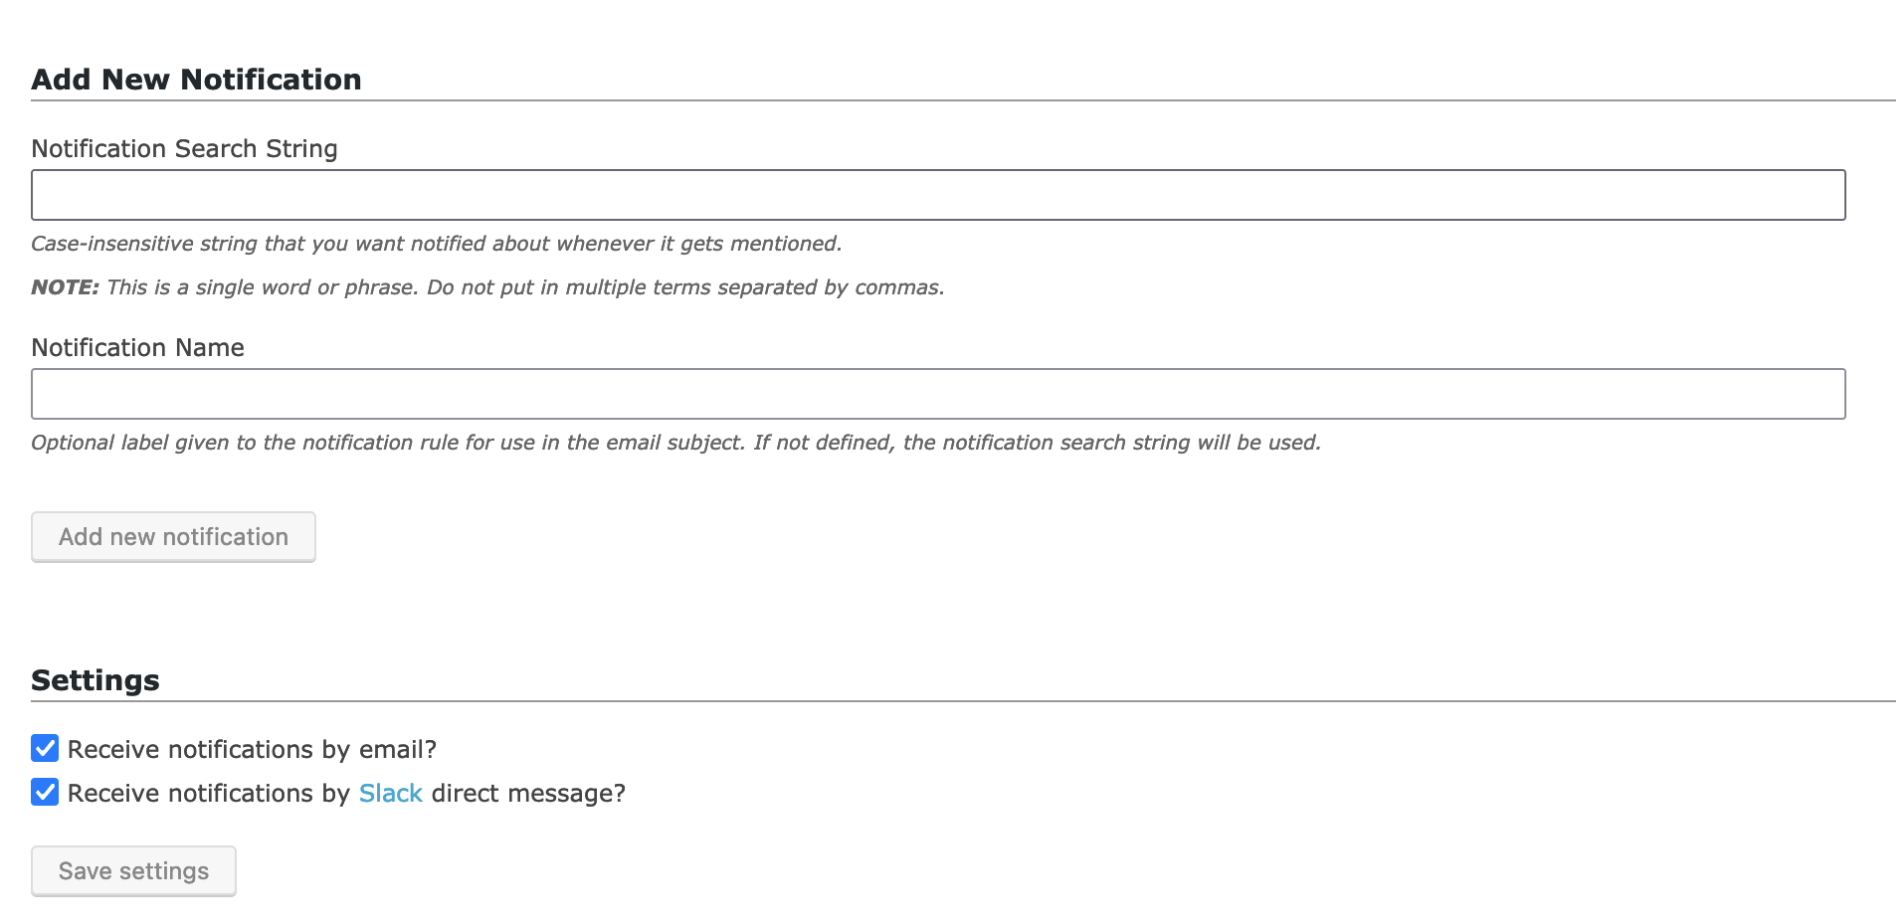 Add New Notification
Notification Search String
Case-insensitive string that you want notified about whenever it gets mentioned.
NOTE: This is a single word or phrase. Do not put in multiple terms separated by commas.
Notification Name
Optional label given to the notification rule for use in the email subject. If not defined, the notification search string will be used.
Add new notification
Settings
Receive notifications by email?
Receive notifications by Slack direct message?
Save settings